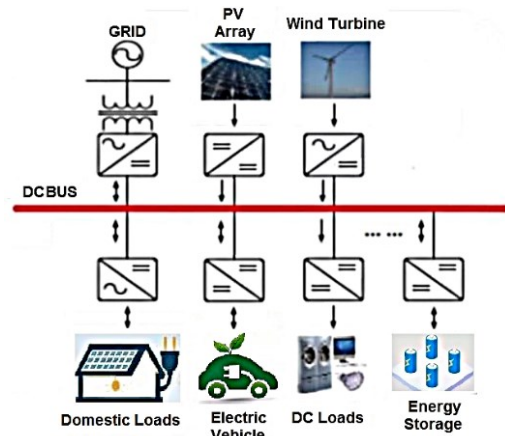 PV
Array
Wind Turbine
GRID
DCBUS
... ...
Domestic Loads
Electric
Vehicle
DC Loads
Energy
Storage